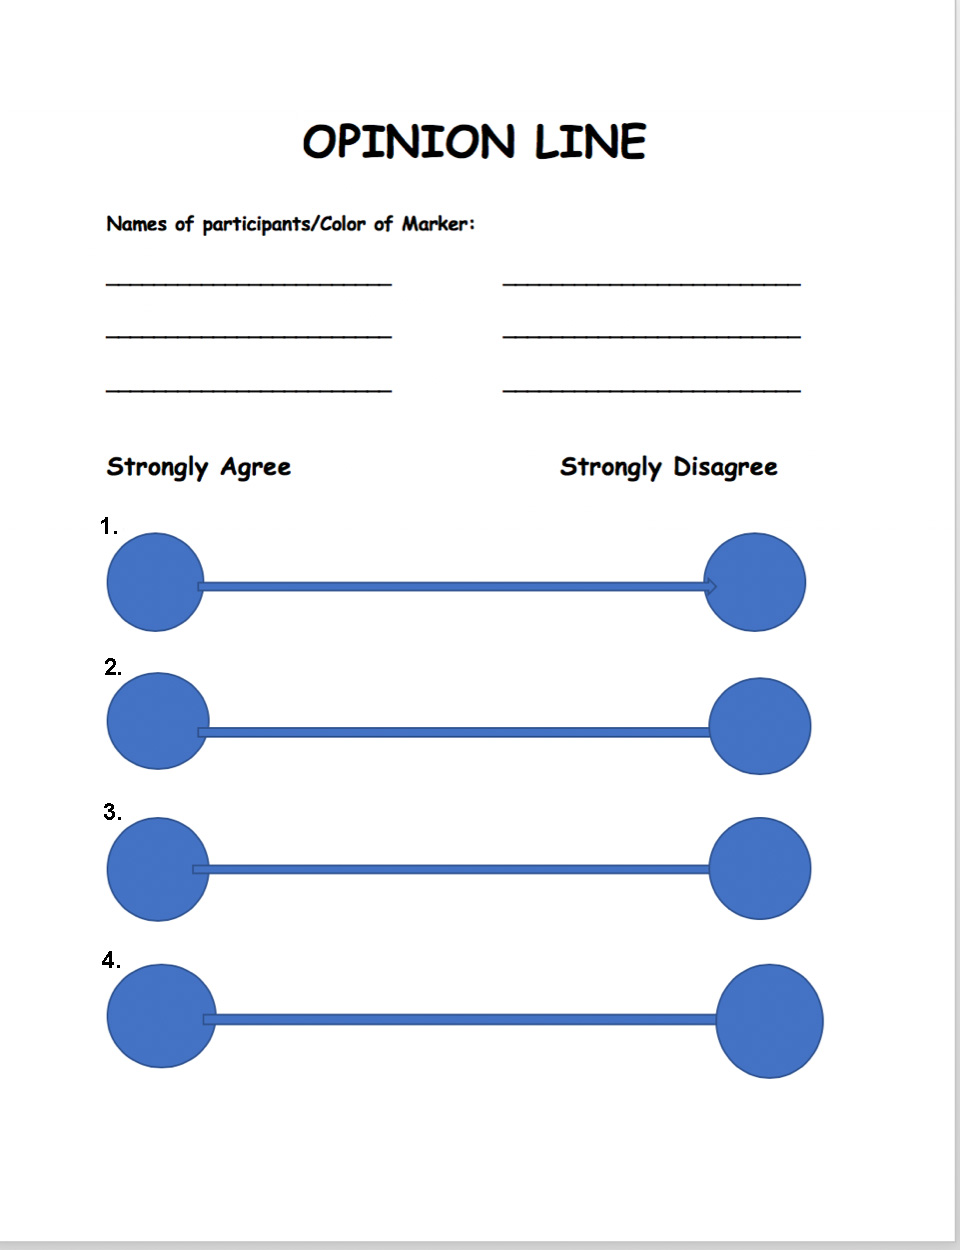 OPINION LINE
Names of participants/Color of Marker:
Strongly Agree Strongly Disagree
1.
2.
3.
4.